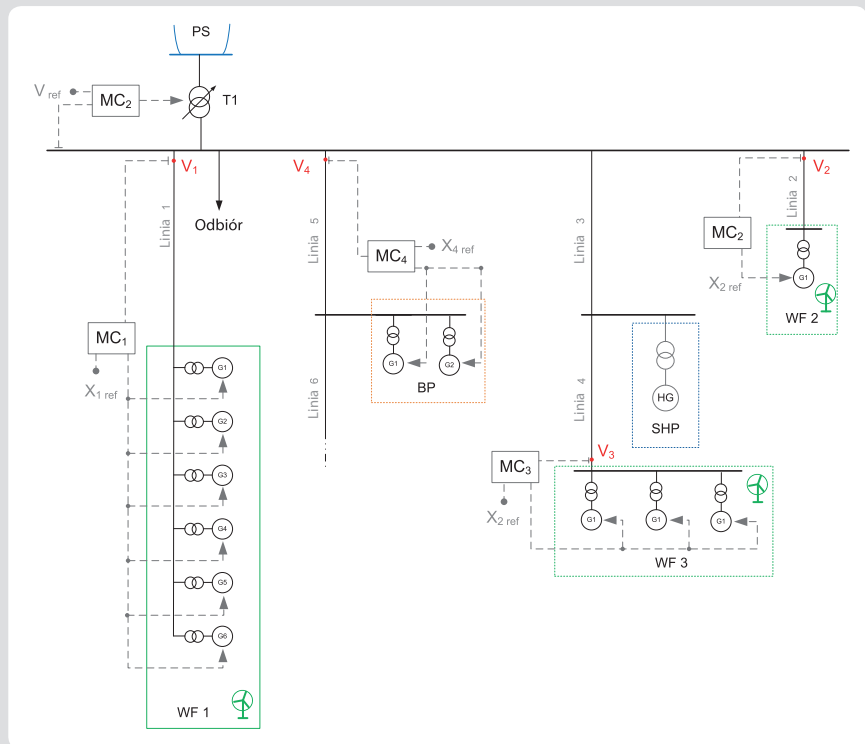 PS
V ref
MC2
T1
V1
V4
V2
Linia 1
Odbiór
Linia 5
MC4
X4 ref
Linia 3
MC2
Linia 2
X2 ref
G1
WF 2
MC1
X1 ref
G1
G2
BP
Linia 6
Linia 4
HG
SHP
G1
G2
G3
G4
G5
G6
WF 1
V3
MC3
X2 ref
G1
G1
G1
WF 3